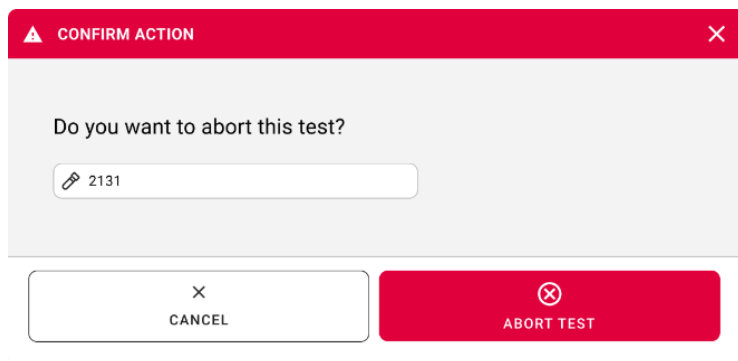 CONFIRM ACTION
Do you want to abort this test?
2131
CANCEL
ABORT TEST